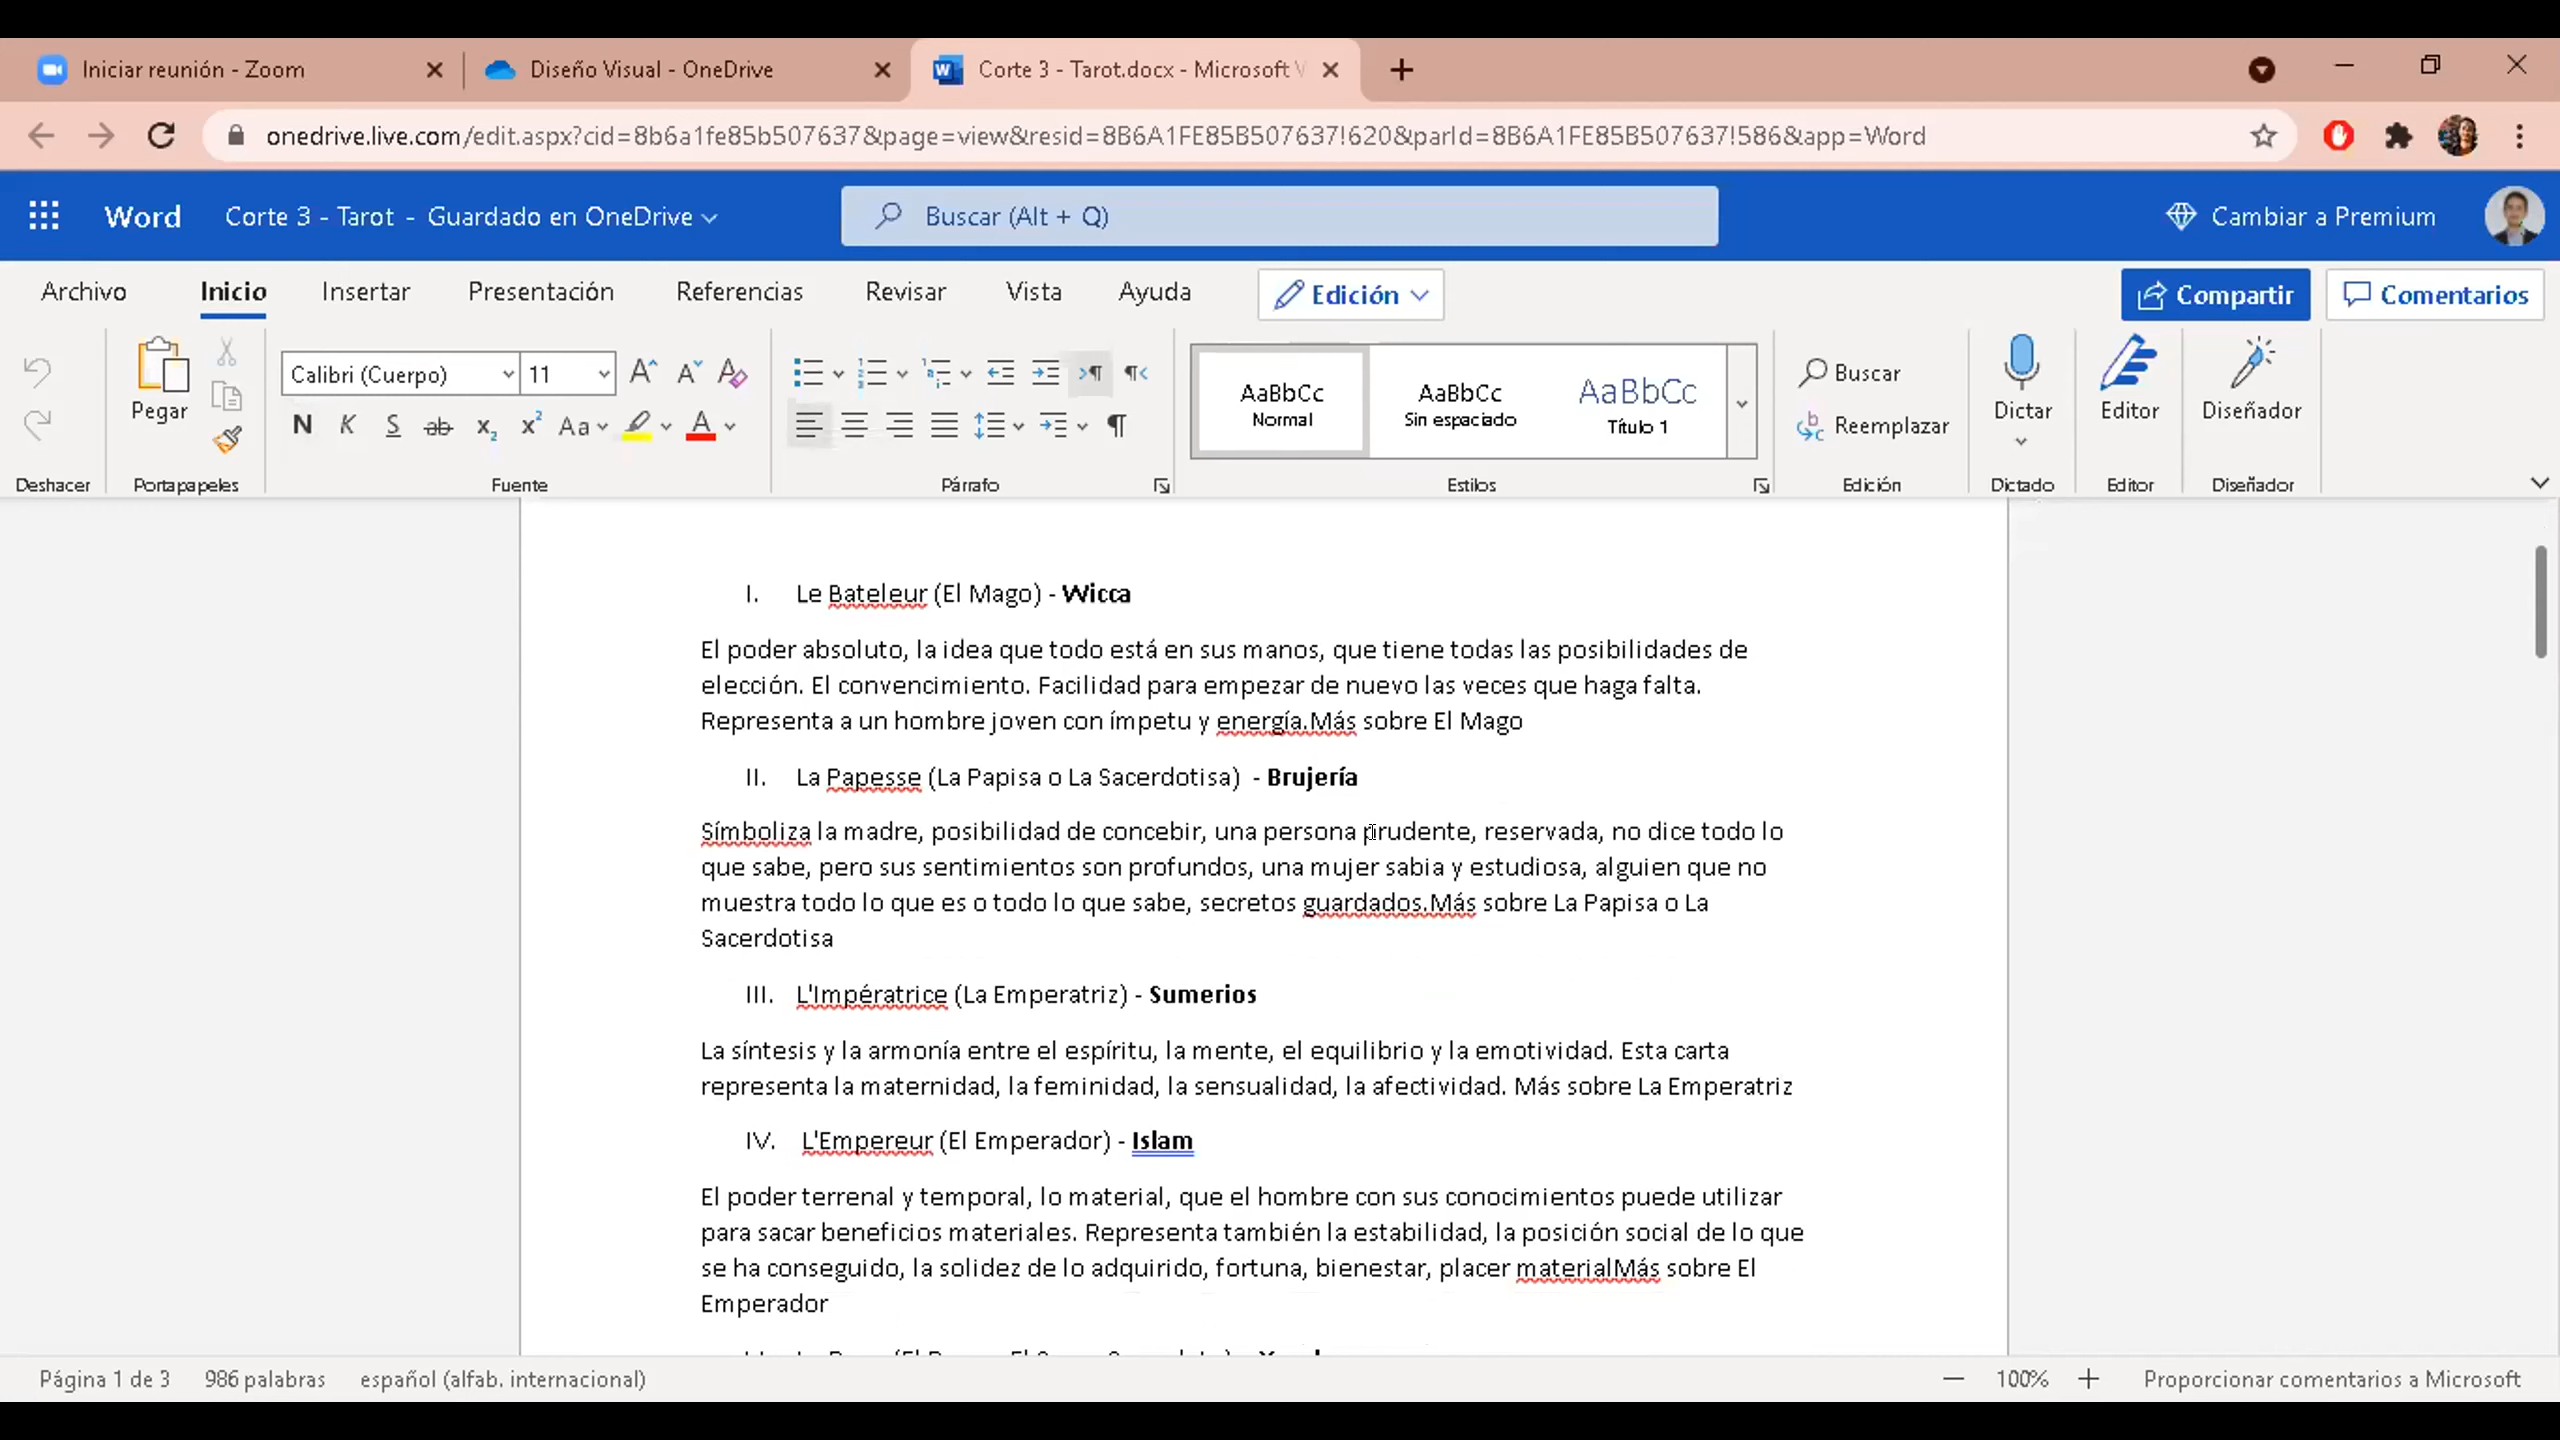 Iniciar reunión - Zoom
Diseño Visual - OneDrive
Corte 3 - Tarot.docx - Microsoft
onedrive.live.com/edit.aspx?cid=8b6a1fe85b507637&page=view&resid=8B6A1FE85B507637!620&parId=8B6A1FE85B507637!586&app=Word
Word
Corte 3 - Tarot - Guardado en OneDrive
Buscar (Alt + Q)
Cambiar a Premium
Archivo Inicio Insertar Presentación Referencias Revisar Vista Ayuda Edición Compartir Comentarios
Pegar
Calibri (Cuerpo) 11
N K S ab x₂ x² Aa A
AaBbCc AaBbCc AaBbCc
Normal Sin espaciado Título 1
Buscar
Reemplazar
Dictar Editor Diseñador
Deshacer Portapapeles Fuente Párrafo Estilos Edición Dictado Editor Diseñador
I. Le Bateleur (El Mago) - Wicca
El poder absoluto, la idea que todo está en sus manos, que tiene todas las posibilidades de
elección. El convencimiento. Facilidad para empezar de nuevo las veces que haga falta.
Representa a un hombre joven con ímpetu y energía.Más sobre El Mago
II. La Papesse (La Papisa o La Sacerdotisa) - Brujería
Símboliza la madre, posibilidad de concebir, una persona prudente, reservada, no dice todo lo
que sabe, pero sus sentimientos son profundos, una mujer sabia y estudiosa, alguien que no
muestra todo lo que es o todo lo que sabe, secretos guardados.Más sobre La Papisa o La
Sacerdotisa
III. L'Impératrice (La Emperatriz) - Sumerios
La síntesis y la armonía entre el espíritu, la mente, el equilibrio y la emotividad. Esta carta
representa la maternidad, la feminidad, la sensualidad, la afectividad. Más sobre La Emperatriz
IV. L'Empereur (El Emperador) - Islam
El poder terrenal y temporal, lo material, que el hombre con sus conocimientos puede utilizar
para sacar beneficios materiales. Representa también la estabilidad, la posición social de lo que
se ha conseguido, la solidez de lo adquirido, fortuna, bienestar, placer materialMás sobre El
Emperador
Página 1 de 3 986 palabras español (alfab. internacional) 100% Proporcionar comentarios a Microsoft